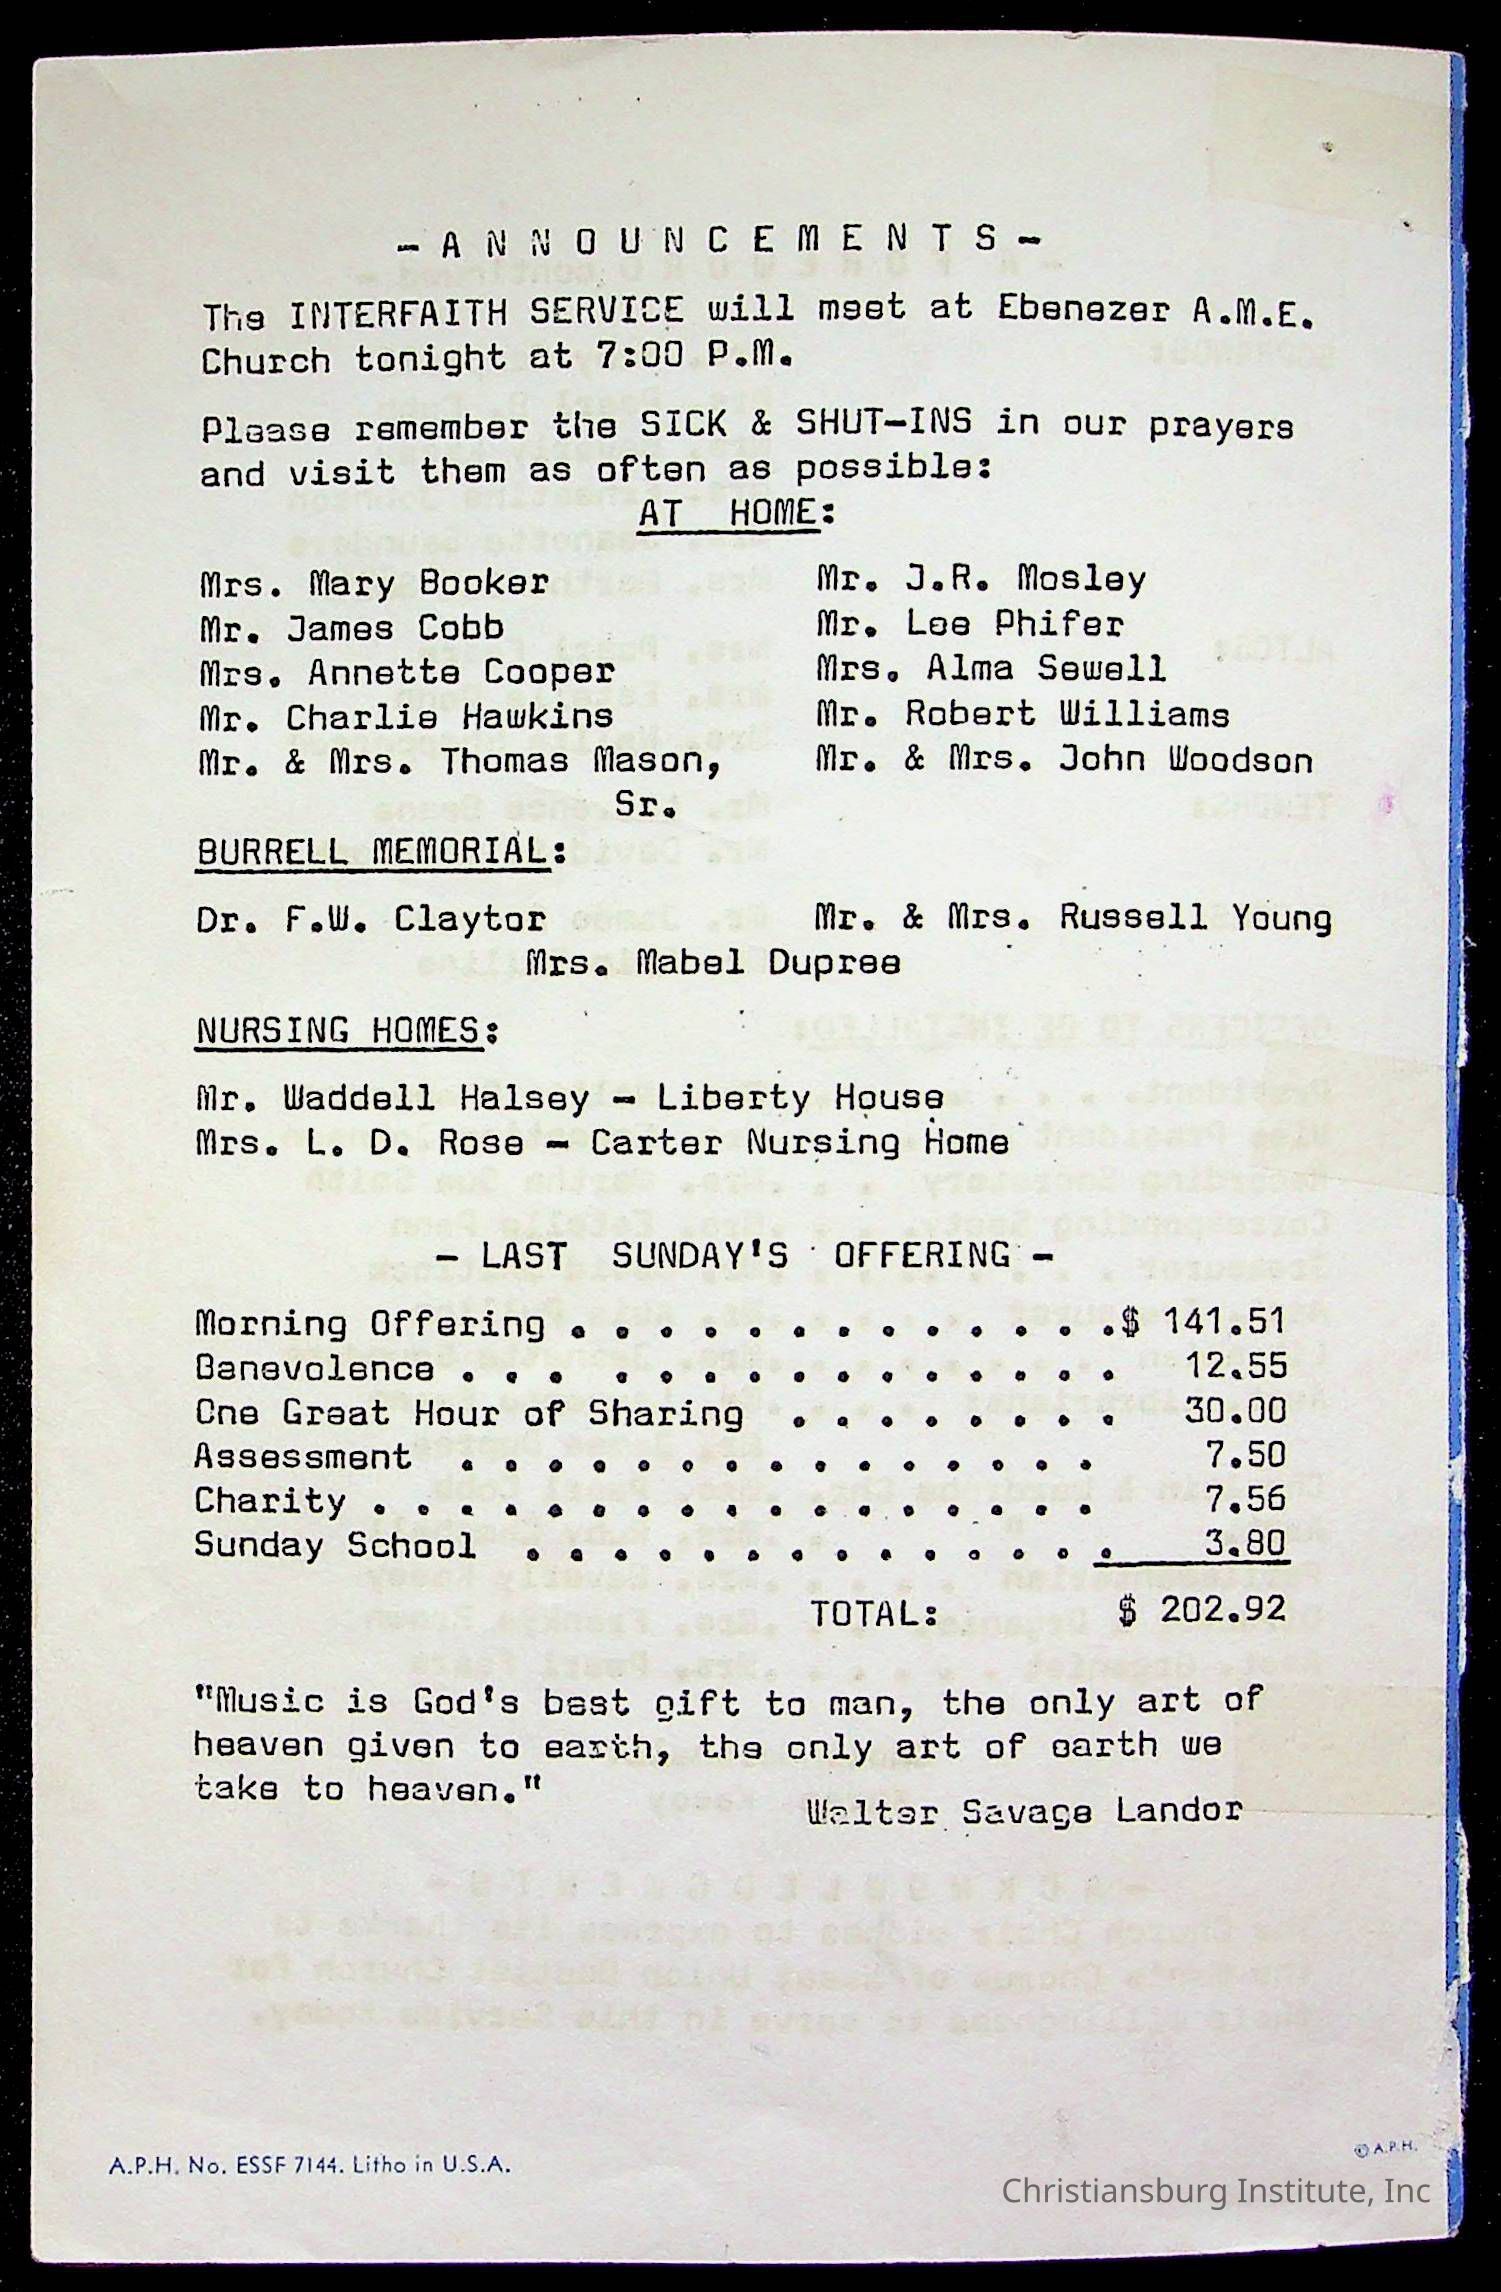 - A N N O U N C E M E N T S -
The INTERFAITH SERVICE will meet at Ebenezer A.M.E.
Church tonight at 7:00 P.M.
Please remember the SICK & SHUT-INS in our prayers
and visit them as often as possible:
AT HOME:
Mrs. Mary Booker Mr. J.R. Mosley
Mr. James Cobb Mr. Lee Phifer
Mrs. Annette Cooper Mrs. Alma Sewell
Mr. Charlie Hawkins Mr. Robert Williams
Mr. & Mrs. Thomas Mason, Mr. & Mrs. John Woodson
Sr.
BURRELL MEMORIAL:
Dr. F.W. Claytor Mr. & Mrs. Russell Young
Mrs. Mabel Dupree
NURSING HOMES:
Mr. Waddell Halsey - Liberty House
Mrs. L. D. Rose - Carter Nursing Home
- LAST SUNDAY'S OFFERING -
Morning Offering . . . . . . . . . . . . .$ 141.51
Benevolence . . . . . . . . . . . . . . . 12.55
One Great Hour of Sharing . . . . . . . . 30.00
Assessment . . . . . . . . . . . . . . . 7.50
Charity . . . . . . . . . . . . . . . . . 7.56
Sunday School . . . . . . . . . . . . . . 3.80
TOTAL: $ 202.92
"Music is God's best gift to man, the only art of
heaven given to earth, the only art of earth we
take to heaven."
Walter Savage Landor
A.P.H. No. ESSF 7144. Litho in U.S.A.
© A.P.H.
Christiansburg Institute, Inc